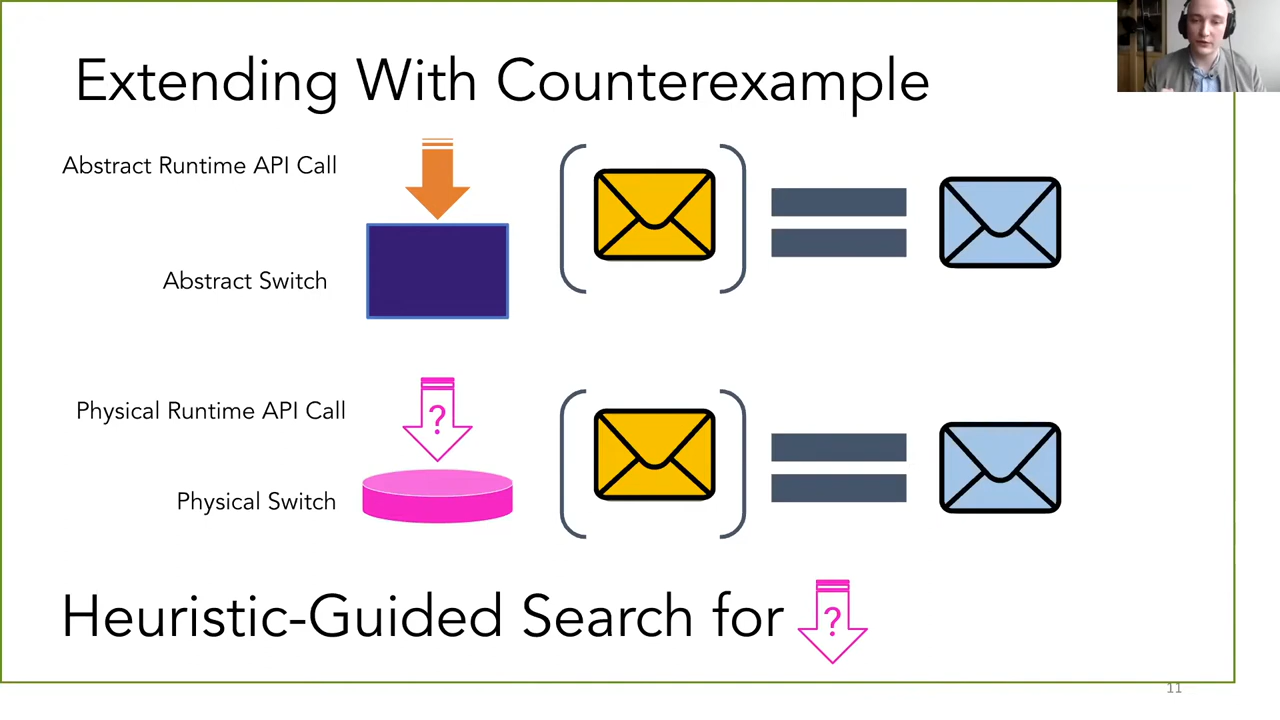 Extending With Counterexample
Abstract Runtime API Call
Abstract Switch
Physical Runtime API Call
?
Physical Switch
Heuristic-Guided Search for ?
11